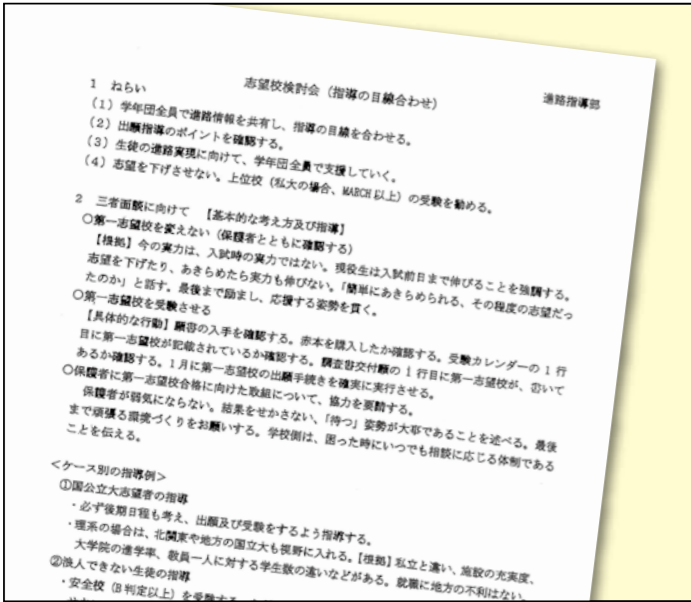 志望校検討会（指導の目線合わせ）
進路指導部
1　ねらい
（1）学年団全員で進路情報を共有し、指導の目線を合わせる。
（2）出願指導のポイントを確認する。
（3）生徒の進路実現に向けて、学年団全員で支援していく。
（4）志望を下げさせない。上位校（私大の場合、MARCH以上）の受験を勧める。
2　三者面談に向けて　【基本的な考え方及び指導】
○第一志望校を変えない（保護者とともに確認する）
【根拠】今の実力は、入試時の実力ではない。現役生は入試前日まで伸びることを強調する。
志望を下げたり、あきらめたら実力も伸びない。「簡単にあきらめられる、その程度の志望だっ
たのか」と話す。最後まで励まし、応援する姿勢を貫く。
○第一志望校を受験させる
【具体的な行動】願書の入手を確認する。赤本を購入したか確認する。受験カレンダーの1行
目に第一志望校が記載されているか確認する。調査書交付願の1行目に第一志望校が、書いて
あるか確認する。1月に第一志望校の出願手続きを確実に実行させる。
○保護者に第一志望校合格に向けた取組について、協力を要請する。
保護者が弱気にならない。結果をせかさない、「待つ」姿勢が大事であることを述べる。最後
まで頑張る環境づくりをお願いする。学校側は、困った時にいつでも相談に応じる体制である
ことを伝える。
＜ケース別の指導例＞
①国公立大志望者の指導
・必ず後期日程も考え、出願及び受験をするよう指導する。
・理系の場合は、北関東や地方の国立大も視野に入れる。【根拠】私立と違い、施設の充実度、
大学院の進学率、教員一人に対する学生数の違いなどがある。就職に地方の不利はない。
②浪人できない生徒の指導
・安全校（B判定以上）を受験する